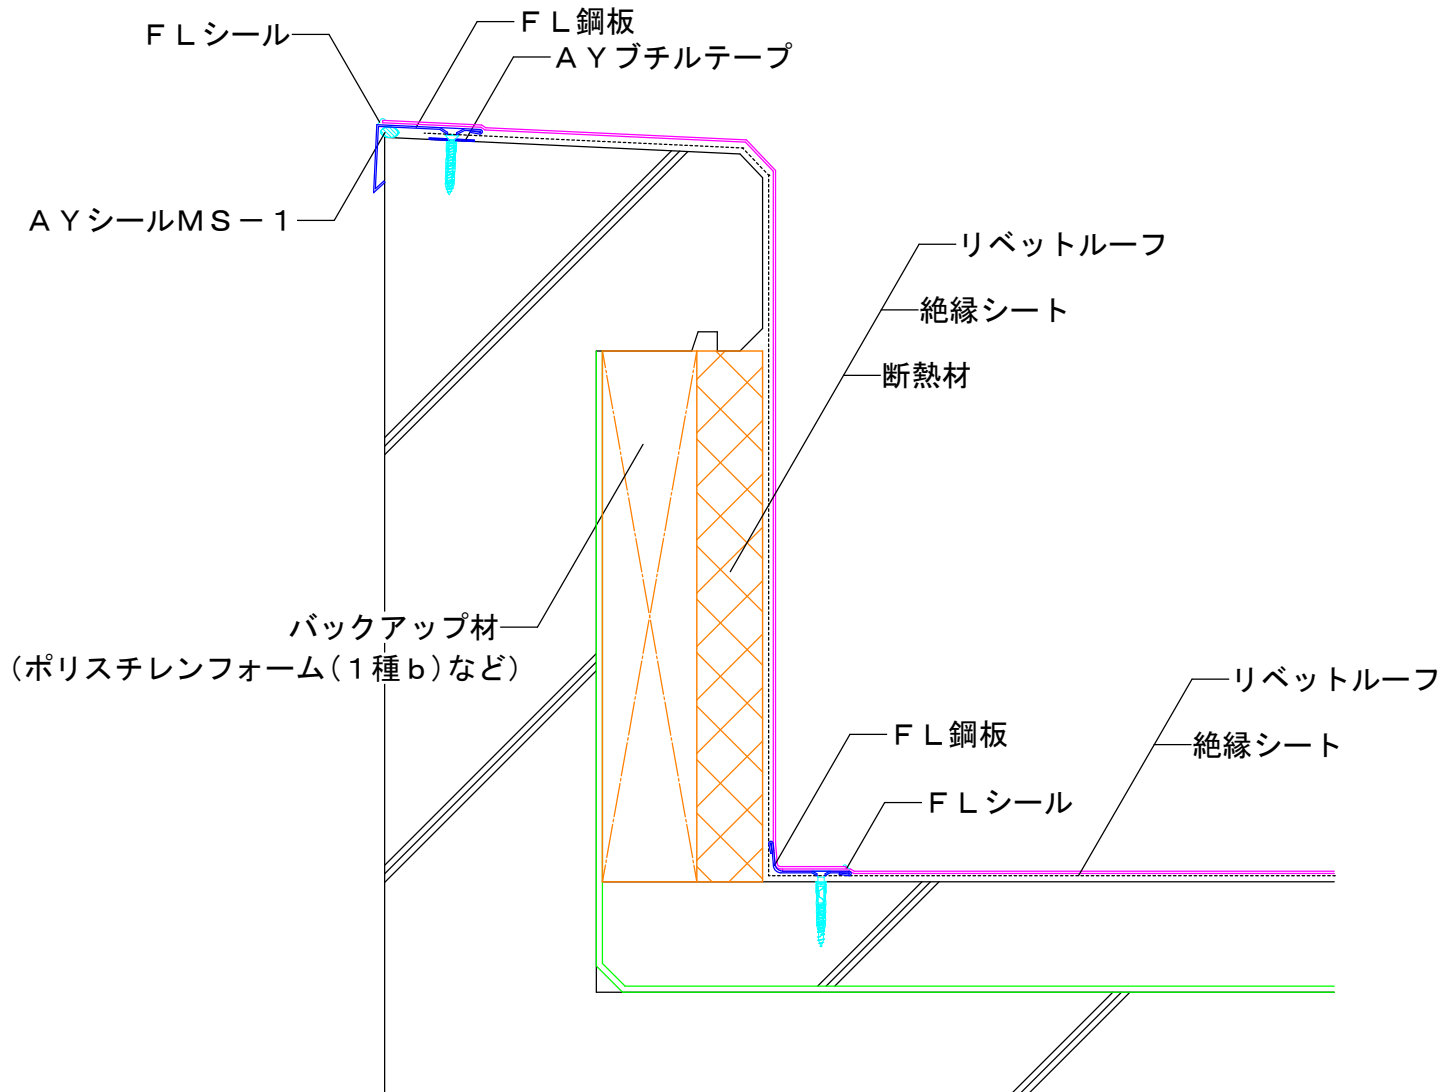 ＦＬシール
ＦＬ鋼板
ＡＹブチルテープ
ＡＹシールＭＳ－１
リベットルーフ
絶縁シート
断熱材
バックアップ材
（ポリスチレンフォーム（１種ｂ）など）
リベットルーフ
ＦＬ鋼板
絶縁シート
ＦＬシール